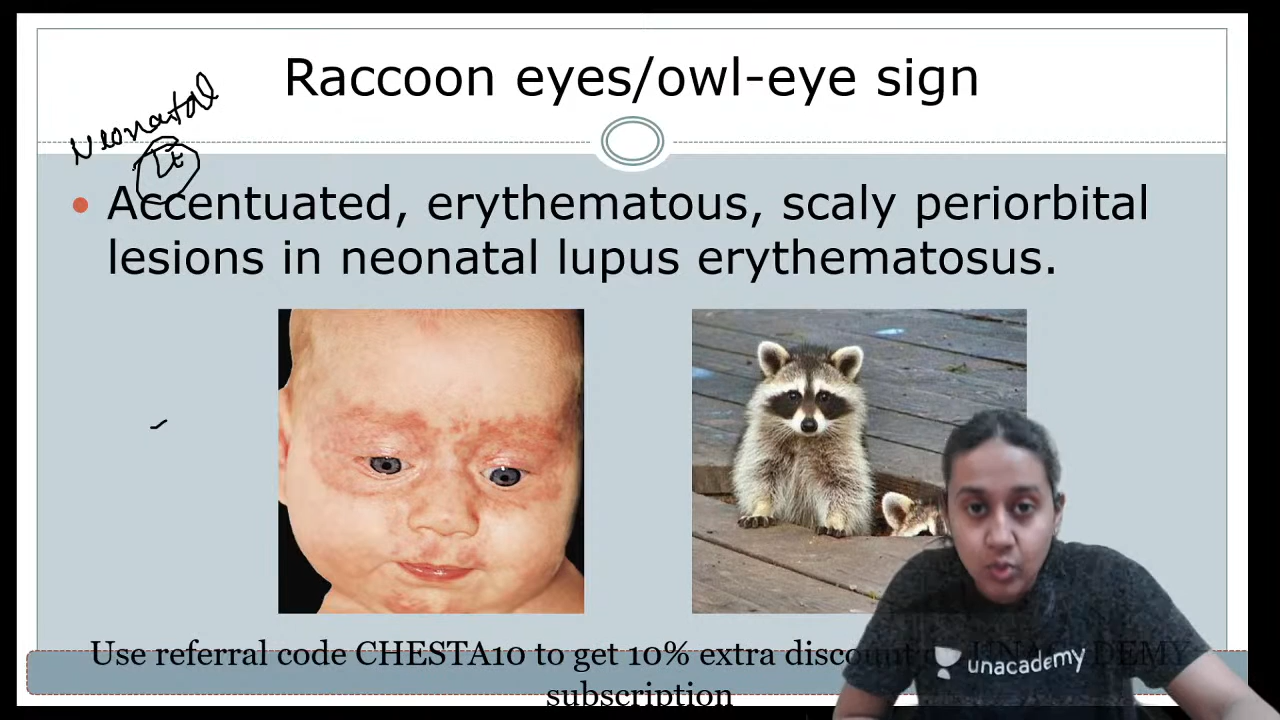 Raccoon eyes/owl-eye sign
Neonatal
LE
• Accentuated, erythematous, scaly periorbital
lesions in neonatal lupus erythematosus.
Use referral code CHESTA10 to get 10% extra discount UNACADEMY
subscription
unacademy